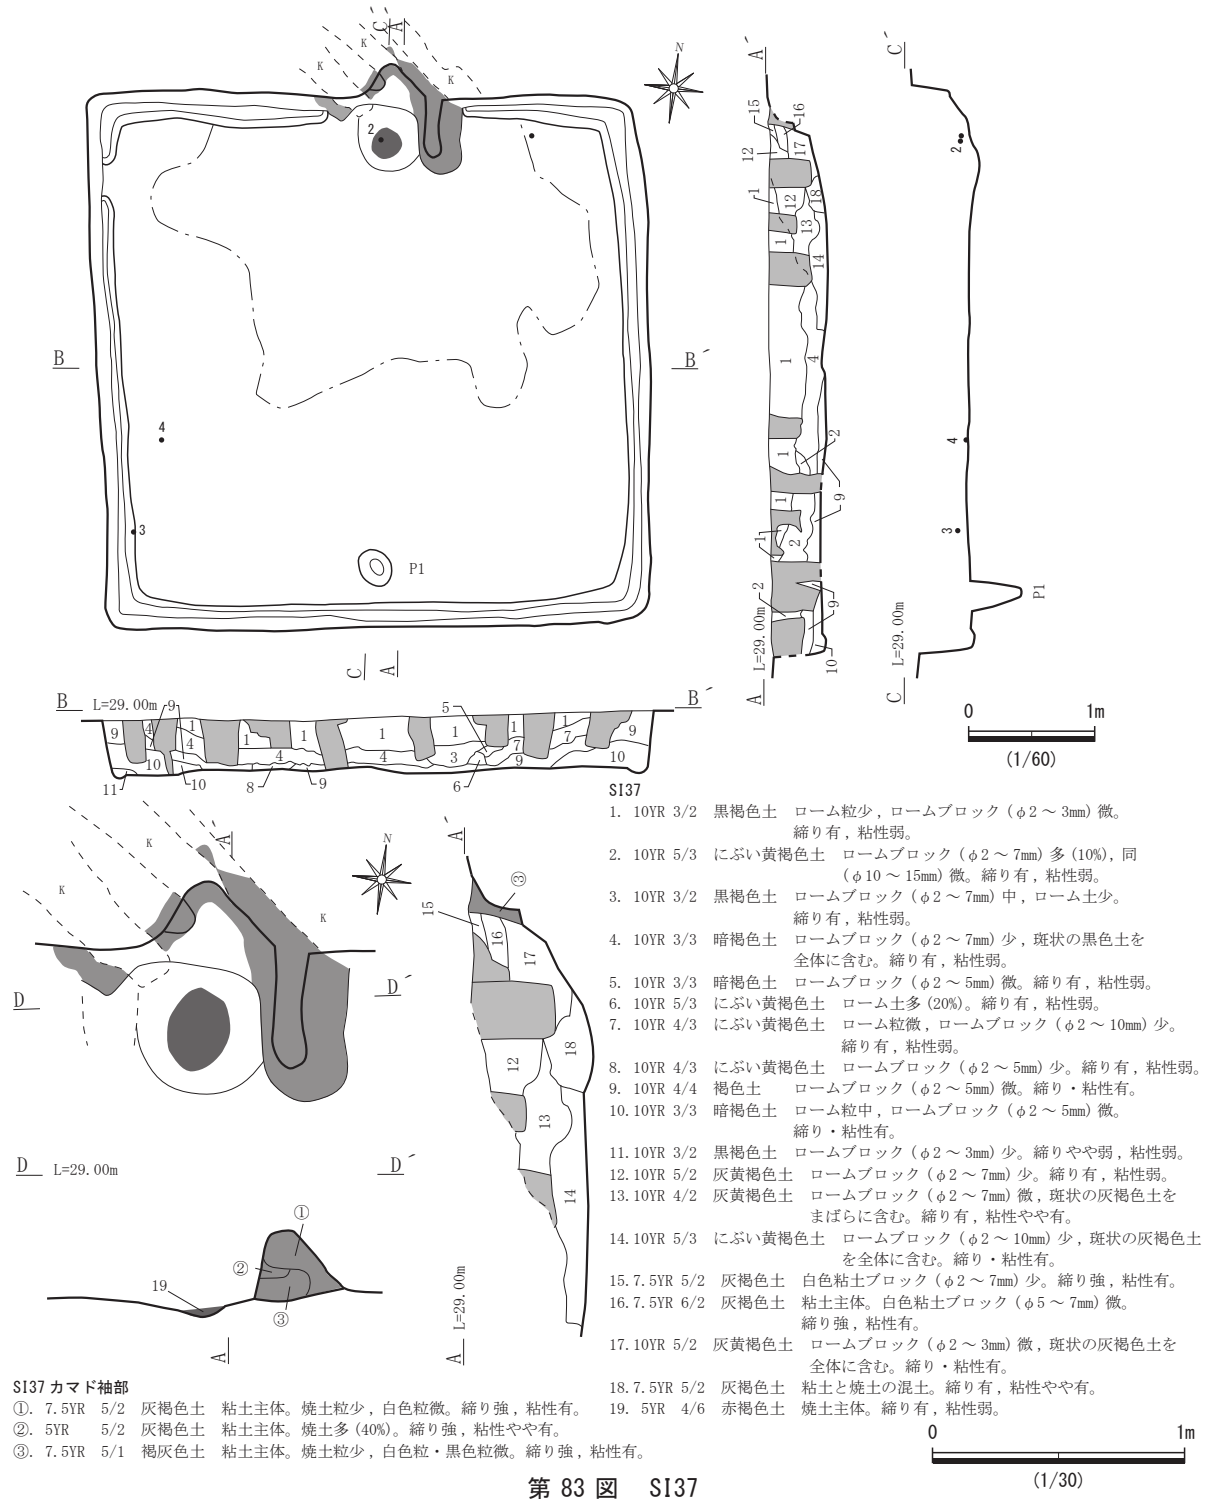 C A
K
K
K
N
2
B B´
4
3
P1
C A
A´
15
16
12
17
1
12
18
13
1
14
1
4
2
1
9
1
1
2
2
9
10
L=29.00m
A
C´
2
4
3
P1
L=29.00m
C
0 1m
(1/60)
B L=29.00m B´
9
5
9 4 1 1 1 1 1 1 1 9
4 7 7
10 4 4 3 9 10
11 10 8 9 6
A´
K
K
K
N
D D´
A´
15
③
16
17
12
18
13
14
D L=29.00m D´
①
②
19
③
A
A L=29.00m
SI37
1. 10YR 3/2 黒褐色土 ローム粒少，ロームブロック（φ2～3mm）微。
締り有，粘性弱。
2. 10YR 5/3 にぶい黄褐色土 ロームブロック（φ2～7mm）多（10%），同
（φ10～15mm）微。締り有，粘性弱。
3. 10YR 3/2 黒褐色土 ロームブロック（φ2～7mm）中，ローム土少。
締り有，粘性弱。
4. 10YR 3/3 暗褐色土 ロームブロック（φ2～7mm）少，斑状の黒色土を
全体に含む。締り有，粘性弱。
5. 10YR 3/3 暗褐色土 ロームブロック（φ2～5mm）微。締り有，粘性弱。
6. 10YR 5/3 にぶい黄褐色土 ローム土多（20%）。締り有，粘性弱。
7. 10YR 4/3 にぶい黄褐色土 ローム粒微，ロームブロック（φ2～10mm）少。
締り有，粘性弱。
8. 10YR 4/3 にぶい黄褐色土 ロームブロック（φ2～5mm）少。締り有，粘性弱。
9. 10YR 4/4 褐色土 ロームブロック（φ2～5mm）微。締り・粘性有。
10. 10YR 3/3 暗褐色土 ローム粒中，ロームブロック（φ2～5mm）微。
締り・粘性有。
11. 10YR 3/2 黒褐色土 ロームブロック（φ2～3mm）少。締りやや弱，粘性弱。
12. 10YR 5/2 灰黄褐色土 ロームブロック（φ2～7mm）少。締り有，粘性弱。
13. 10YR 4/2 灰黄褐色土 ロームブロック（φ2～7mm）微，斑状の灰褐色土を
まばらに含む。締り有，粘性やや有。
14. 10YR 5/3 にぶい黄褐色土 ロームブロック（φ2～10mm）少，斑状の灰褐色土
を全体に含む。締り・粘性有。
15. 7.5YR 5/2 灰褐色土 白色粘土ブロック（φ2～7mm）少。締り強，粘性有。
16. 7.5YR 6/2 灰褐色土 粘土主体。白色粘土ブロック（φ5～7mm）微。
締り強，粘性有。
17. 10YR 5/2 灰黄褐色土 ロームブロック（φ2～3mm）微，斑状の灰褐色土を
全体に含む。締り・粘性有。
18. 7.5YR 5/2 灰褐色土 粘土と焼土の混土。締り有，粘性やや有。
19. 5YR 4/6 赤褐色土 焼土主体。締り有，粘性弱。
SI37 カマド袖部
①. 7.5YR 5/2 灰褐色土 粘土主体。焼土粒少，白色粒微。締り強，粘性有。
②. 5YR 5/2 灰褐色土 粘土主体。焼土多（40%）。締り強，粘性やや有。
③. 7.5YR 5/1 褐灰色土 粘土主体。焼土粒少，白色粒・黒色粒微。締り強，粘性有。
0 1m
(1/30)
第 83 図 SI37